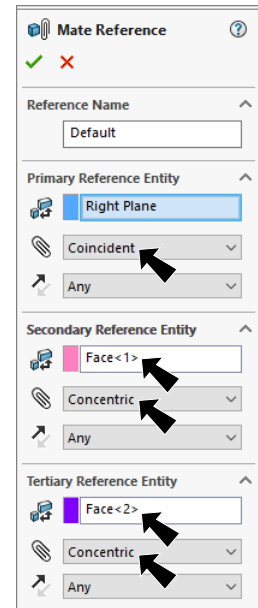 Mate Reference
Reference Name
Default
Primary Reference Entity
Right Plane
Coincident
Any
Secondary Reference Entity
Face<1>
Concentric
Any
Tertiary Reference Entity
Face<2>
Concentric
Any